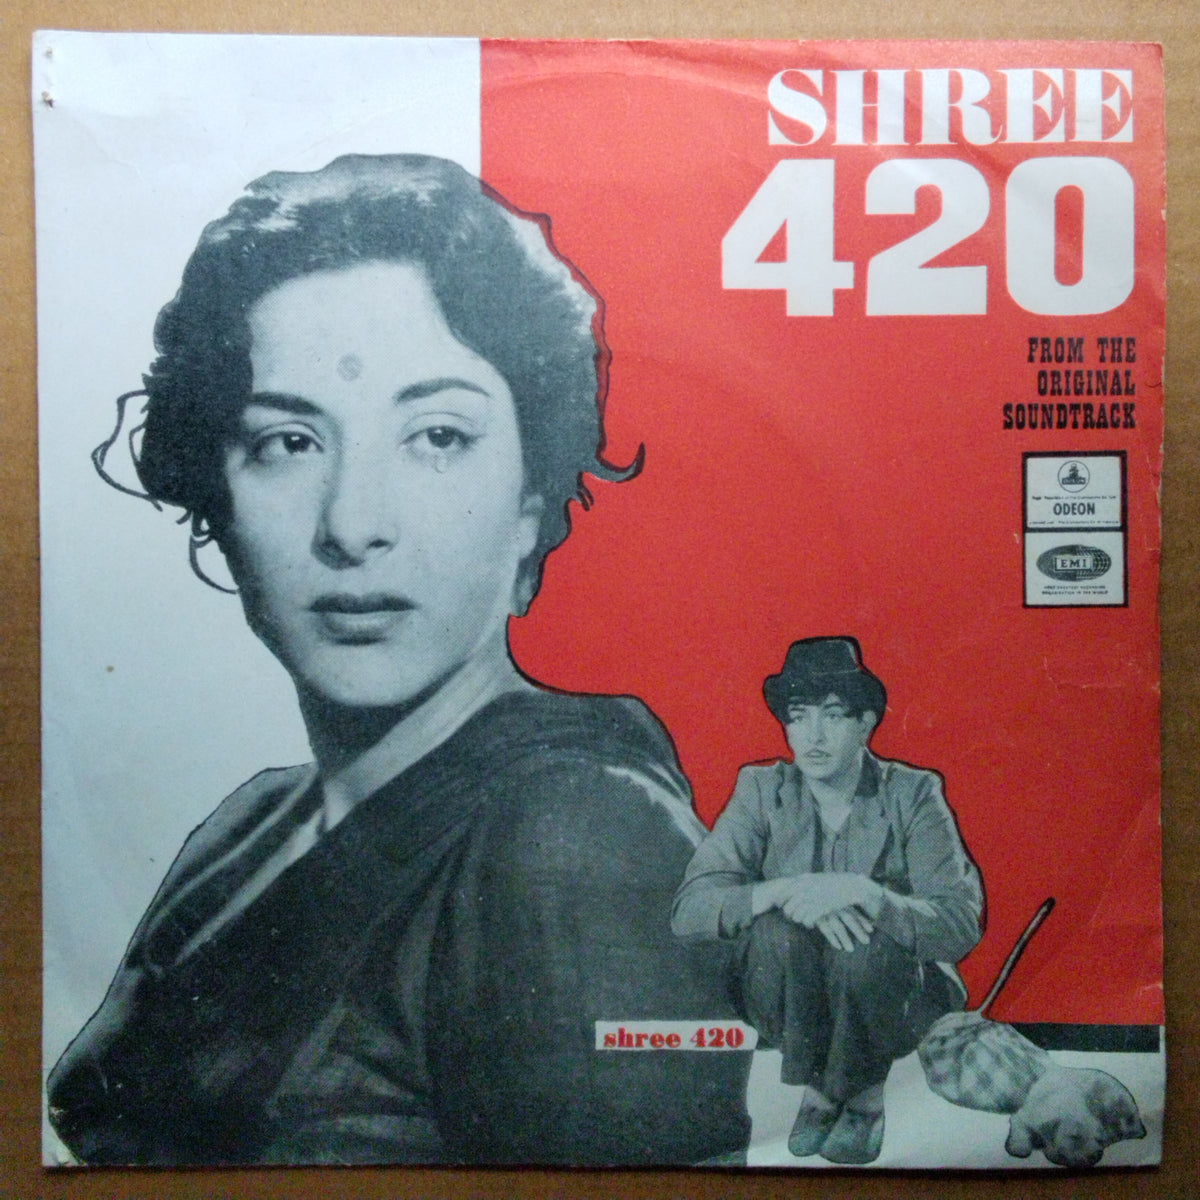 SHREE
420
FROM THE
ORIGINAL
SOUNDTRACK
ODEON
EMI
shree 420